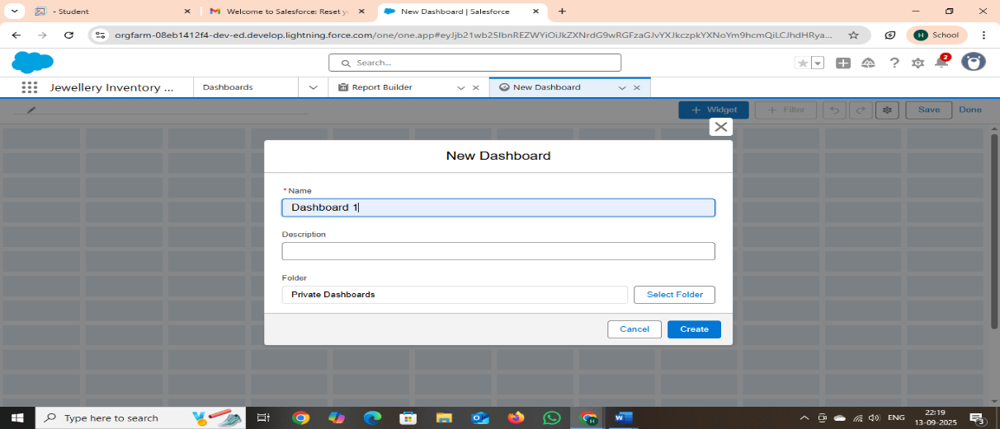 - Student
Welcome to Salesforce: Reset yo
New Dashboard | Salesforce
orgfarm-08eb1412f4-dev-ed.develop.lightning.force.com/one/one.app#eyJjb21wb25lbnREZWYiOiJkZXNrdG9wRGFzaGJvYXJkczpkYXNoYm9hcmQiLCJhdHRya...
H School
Search...
2
Jewellery Inventory ...
Dashboards
Report Builder
New Dashboard
+ Widget
+ Filter
Save
Done
New Dashboard
* Name
Dashboard 1
Description
Folder
Private Dashboards
Select Folder
Cancel
Create
Type here to search
ENG
22:19
13-09-2025
3